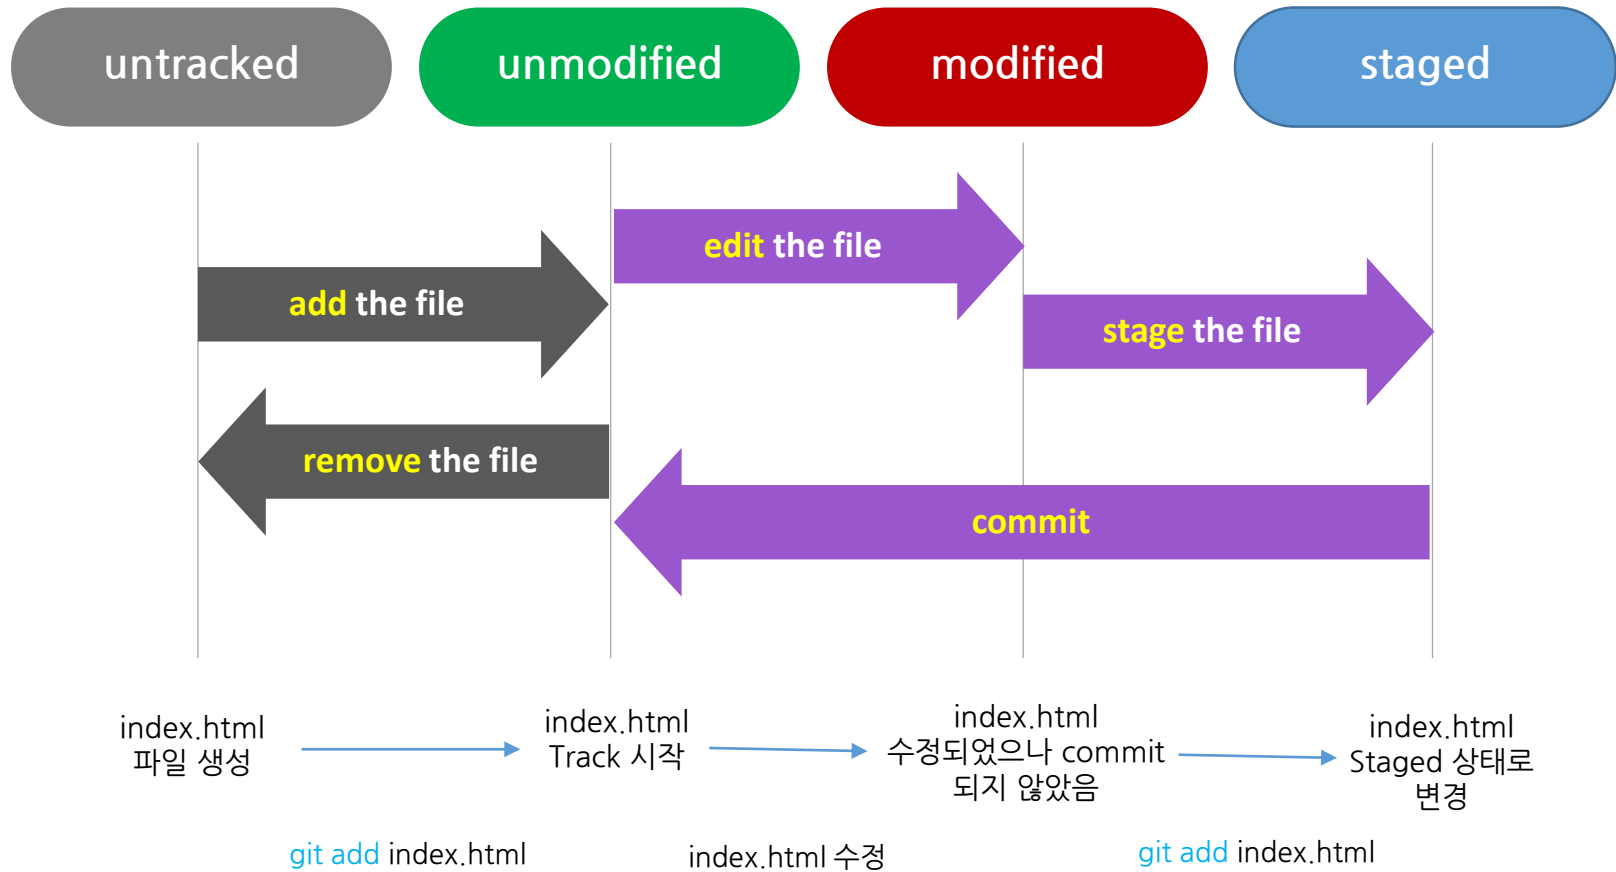 untracked
unmodified
modified
staged
edit the file
add the file
stage the file
remove the file
commit
index.html
파일 생성
index.html
Track 시작
index.html
수정되었으나 commit
되지 않았음
index.html
Staged 상태로
변경
git add index.html
index.html 수정
git add index.html